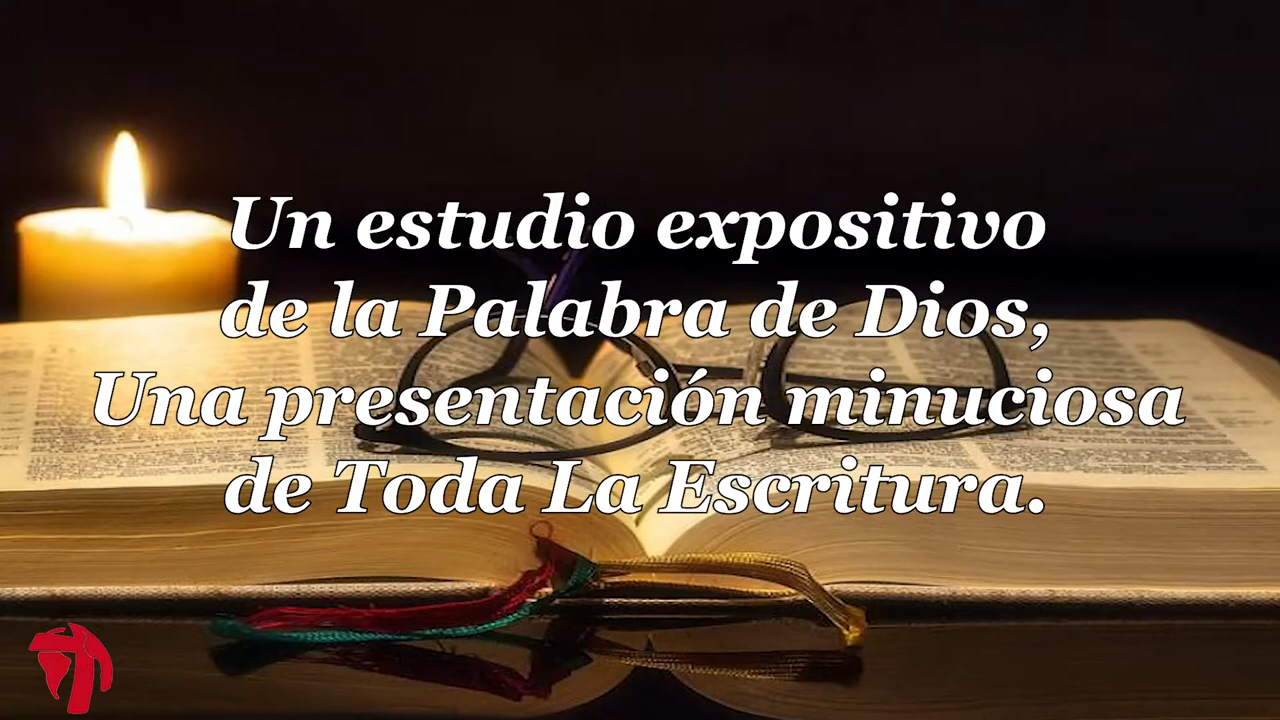 Un estudio expositivo
de la Palabra de Dios,
Una presentación minuciosa
de Toda La Escritura.